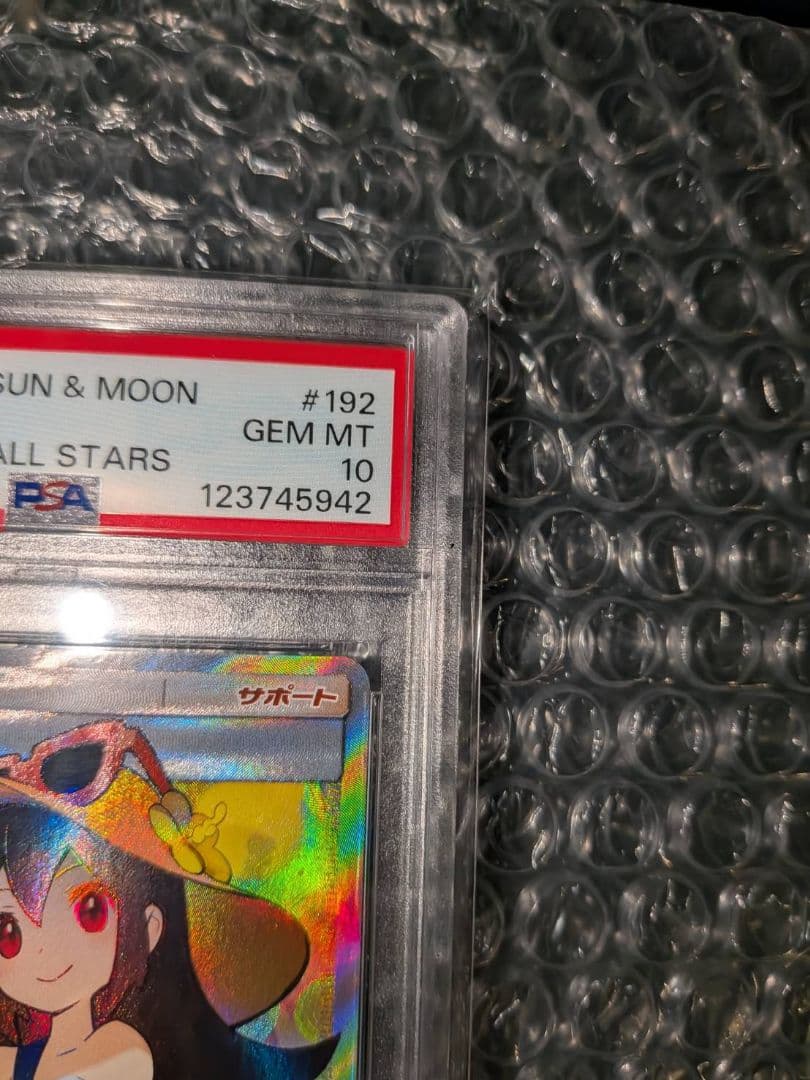 SUN & MOON #192
GEM MT
ALL STARS 10
PSA 123745942
サポート